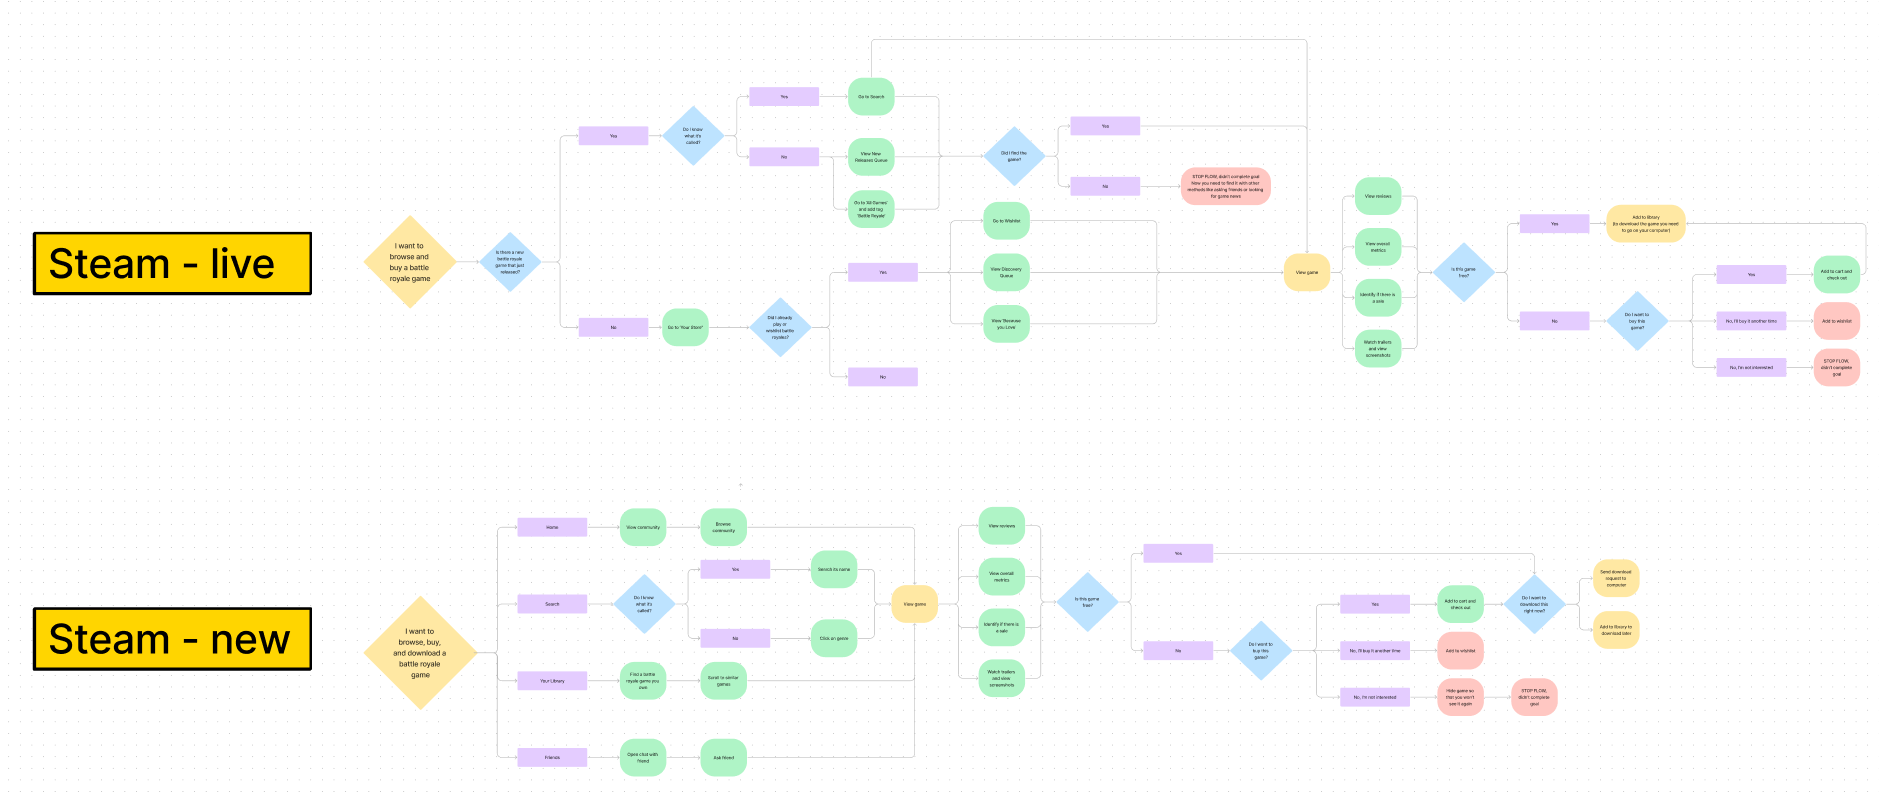 Steam - live
I want to
browse and
buy a battle
royale game
Is there a new
battle royale
game that just
released?
Yes
Do I know
what it's
called?
Yes
Go to Search
No
View New
Releases Queue
Go to 'All Games'
and add tag
'Battle Royale'
Did I find the
game?
Yes
No
STOP FLOW, didn't complete goal
Now you need to find it with other
methods like asking friends or looking
for game news
No
Go to 'Your Store'
Did I already
play or
wishlist battle
royales?
Yes
Go to Wishlist
View Discovery
Queue
View 'Because
you Love'
No
View game
View reviews
View overall
metrics
Identify if there is
a sale
Watch trailers
and view
screenshots
Is this game
free?
Yes
Add to library
(to download the game you need
to go on your computer)
No
Do I want to
buy this
game?
Yes
Add to cart and
check out
No, I'll buy it another time
Add to wishlist
No, I'm not interested
STOP FLOW,
didn't complete
goal
Steam - new
I want to
browse, buy,
and download a
battle royale
game
Home
View community
Browse
community
Search
Do I know
what it's
called?
Yes
Search its name
No
Click on genre
Your Library
Find a battle
royale game you
own
Scroll to similar
games
Friends
Open chat with
friend
Ask friend
View game
View reviews
View overall
metrics
Identify if there is
a sale
Watch trailers
and view
screenshots
Is this game
free?
Yes
No
Do I want to
buy this
game?
Yes
Add to cart and
check out
Do I want to
download this
right now?
Send download
request to
computer
Add to library to
download later
No, I'll buy it another time
Add to wishlist
No, I'm not interested
Hide game so
that you won't
see it again
STOP FLOW,
didn't complete
goal